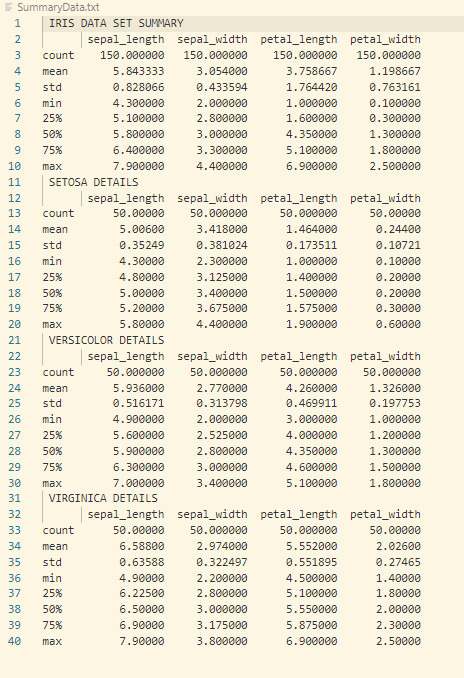 SummaryData.txt
1 IRIS DATA SET SUMMARY
2 sepal_length sepal_width petal_length petal_width
3 count 150.000000 150.000000 150.000000 150.000000
4 mean 5.843333 3.054000 3.758667 1.198667
5 std 0.828066 0.433594 1.764420 0.763161
6 min 4.300000 2.000000 1.000000 0.100000
7 25% 5.100000 2.800000 1.600000 0.300000
8 50% 5.800000 3.000000 4.350000 1.300000
9 75% 6.400000 3.300000 5.100000 1.800000
10 max 7.900000 4.400000 6.900000 2.500000
11 SETOSA DETAILS
12 sepal_length sepal_width petal_length petal_width
13 count 50.00000 50.000000 50.000000 50.00000
14 mean 5.00600 3.418000 1.464000 0.24400
15 std 0.35249 0.381024 0.173511 0.10721
16 min 4.30000 2.300000 1.000000 0.10000
17 25% 4.80000 3.125000 1.400000 0.20000
18 50% 5.00000 3.400000 1.500000 0.20000
19 75% 5.20000 3.675000 1.575000 0.30000
20 max 5.80000 4.400000 1.900000 0.60000
21 VERSICOLOR DETAILS
22 sepal_length sepal_width petal_length petal_width
23 count 50.000000 50.000000 50.000000 50.000000
24 mean 5.936000 2.770000 4.260000 1.326000
25 std 0.516171 0.313798 0.469911 0.197753
26 min 4.900000 2.000000 3.000000 1.000000
27 25% 5.600000 2.525000 4.000000 1.200000
28 50% 5.900000 2.800000 4.350000 1.300000
29 75% 6.300000 3.000000 4.600000 1.500000
30 max 7.000000 3.400000 5.100000 1.800000
31 VIRGINICA DETAILS
32 sepal_length sepal_width petal_length petal_width
33 count 50.00000 50.000000 50.000000 50.00000
34 mean 6.58800 2.974000 5.552000 2.02600
35 std 0.63588 0.322497 0.551895 0.27465
36 min 4.90000 2.200000 4.500000 1.40000
37 25% 6.22500 2.800000 5.100000 1.80000
38 50% 6.50000 3.000000 5.550000 2.00000
39 75% 6.90000 3.175000 5.875000 2.30000
40 max 7.90000 3.800000 6.900000 2.50000